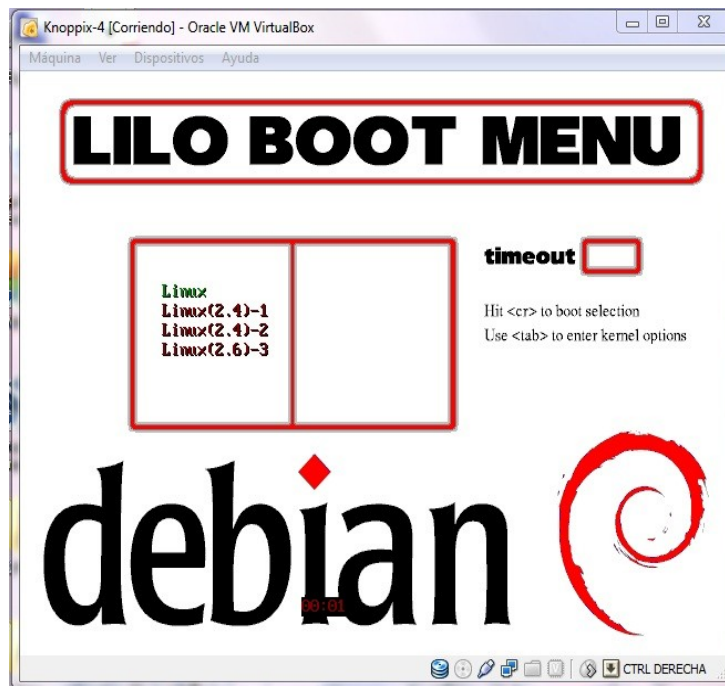 Knoppix-4 [Corriendo] - Oracle VM VirtualBox
Máquina Ver Dispositivos Ayuda
LILO BOOT MENU
timeout
Linux
Linux(2.4)-1
Linux(2.4)-2
Linux(2.6)-3
Hit <cr> to boot selection
Use <tab> to enter kernel options
debian
00:01
CTRL DERECHA